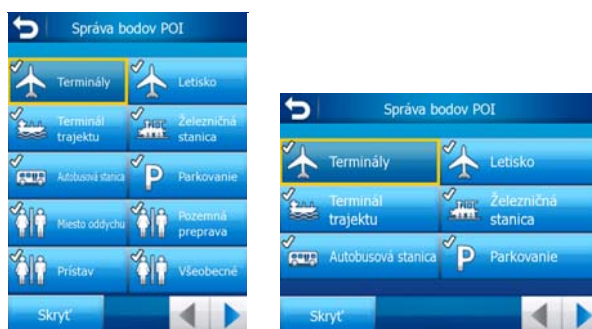 Správa bodov POI
Terminály
Letisko
Terminál
trajektu
Železničná
stanica
Autobusová stanica
P
Parkovanie
Miesto oddychu
Pozemná
preprava
Prístav
Všeobecné
Skryť
Správa bodov POI
Terminály
Letisko
Terminál
trajektu
Železničná
stanica
Autobusová stanica
P
Parkovanie
Skryť